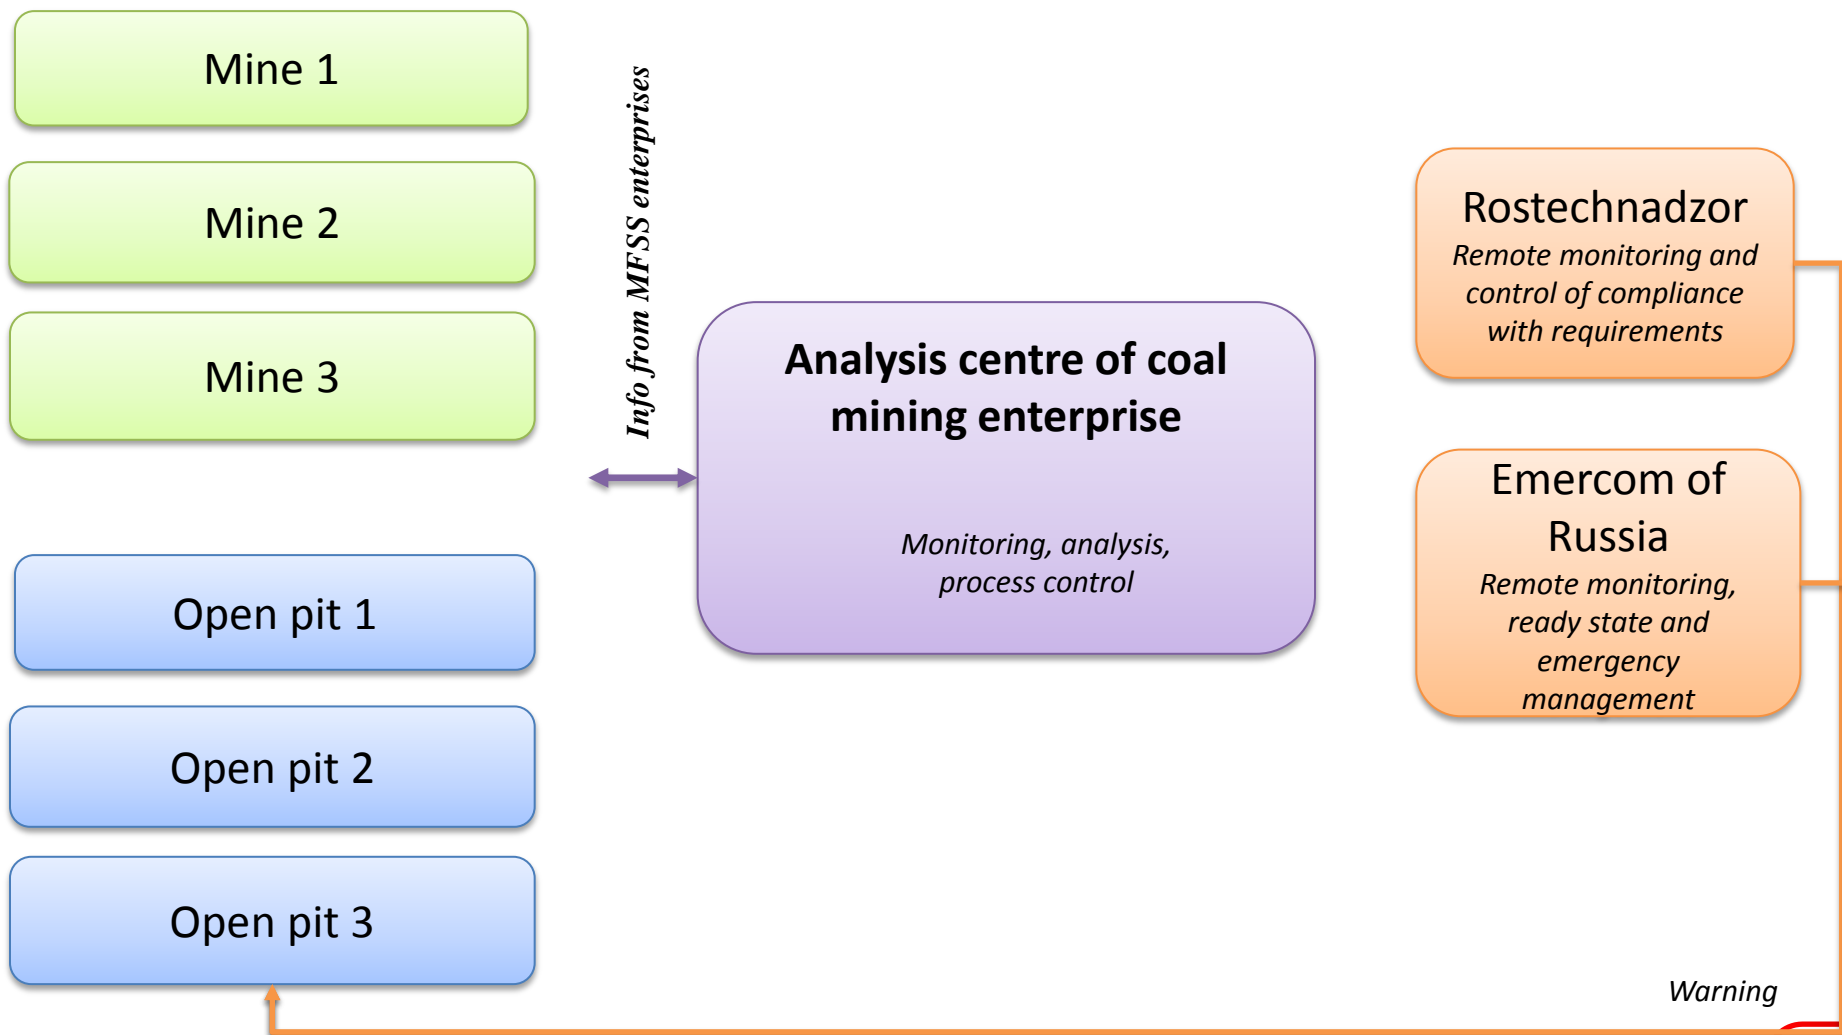 Mine 1
Mine 2
Mine 3
Open pit 1
Open pit 2
Open pit 3
Info from MFSS enterprises
Analysis centre of coal
mining enterprise
Monitoring, analysis,
process control
Rostechnadzor
Remote monitoring and
control of compliance
with requirements
Emercom of
Russia
Remote monitoring,
ready state and
emergency
management
Warning